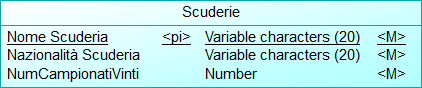 Scuderie
Nome Scuderia <pi> Variable characters (20) <M>
Nazionalità Scuderia Variable characters (20) <M>
NumCampionatiVinti Number <M>